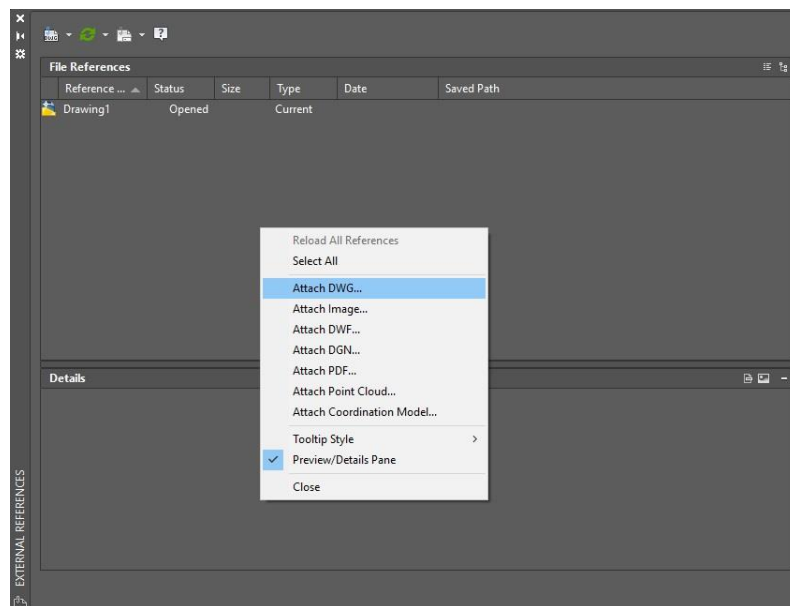 File References
Reference ... Status Size Type Date Saved Path
Drawing1 Opened Current
Reload All References
Select All
Attach DWG...
Attach Image...
Attach DWF...
Attach DGN...
Attach PDF...
Attach Point Cloud...
Attach Coordination Model...
Tooltip Style
Preview/Details Pane
Close
Details
EXTERNAL REFERENCES